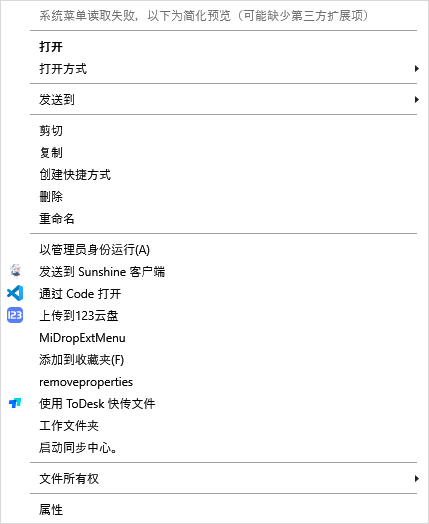 系统菜单读取失败，以下为简化预览（可能缺少第三方扩展项）
打开
打开方式
发送到
剪切
复制
创建快捷方式
删除
重命名
以管理员身份运行(A)
发送到 Sunshine 客户端
通过 Code 打开
123 上传到123云盘
MiDropExtMenu
添加到收藏夹(F)
removeproperties
使用 ToDesk 快传文件
工作文件夹
启动同步中心。
文件所有权
属性